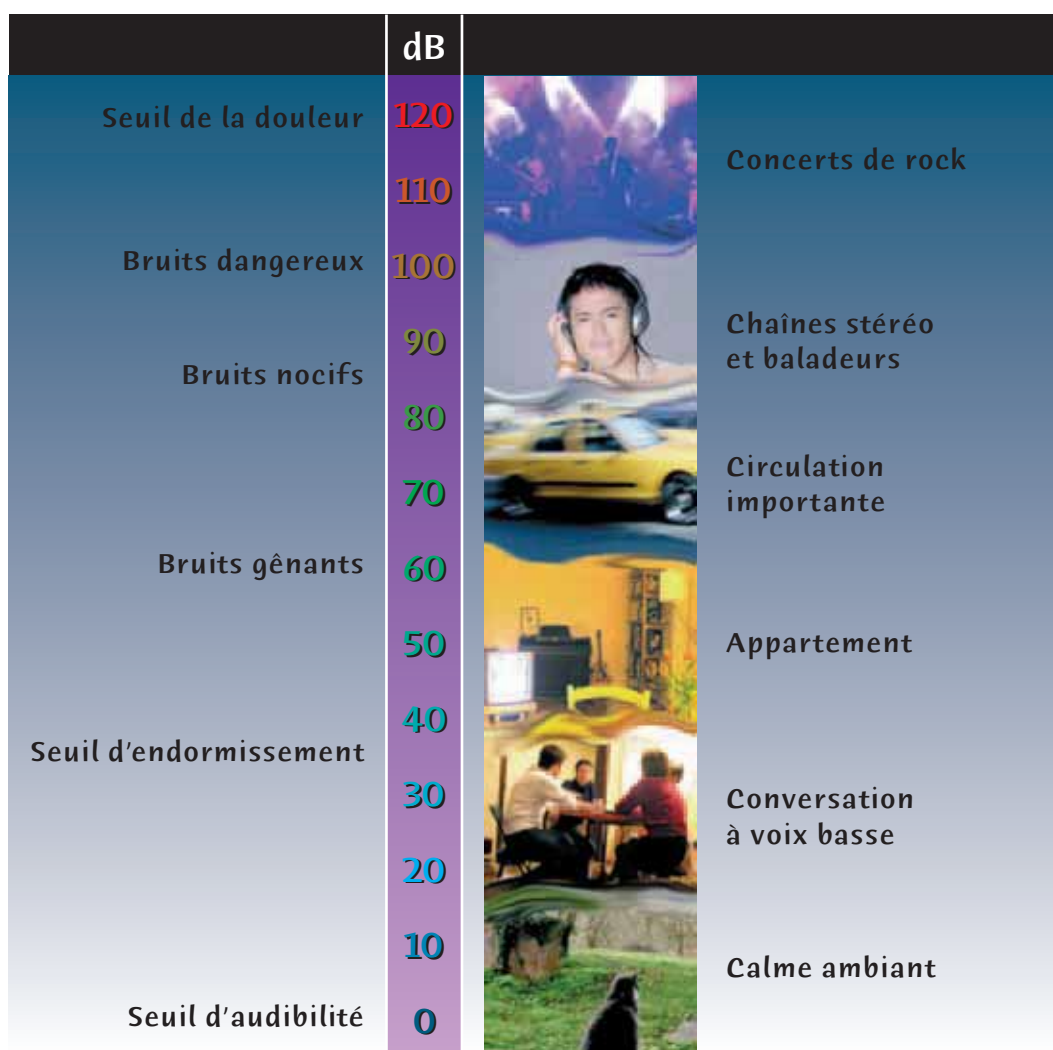 dB
Seuil de la douleur
120
Concerts de rock
110
Bruits dangereux
100
Chaînes stéréo
et baladeurs
90
Bruits nocifs
80
Circulation
importante
70
Bruits gênants
60
50
Appartement
40
Seuil d'endormissement
30
Conversation
à voix basse
20
10
Calme ambiant
Seuil d'audibilité
0